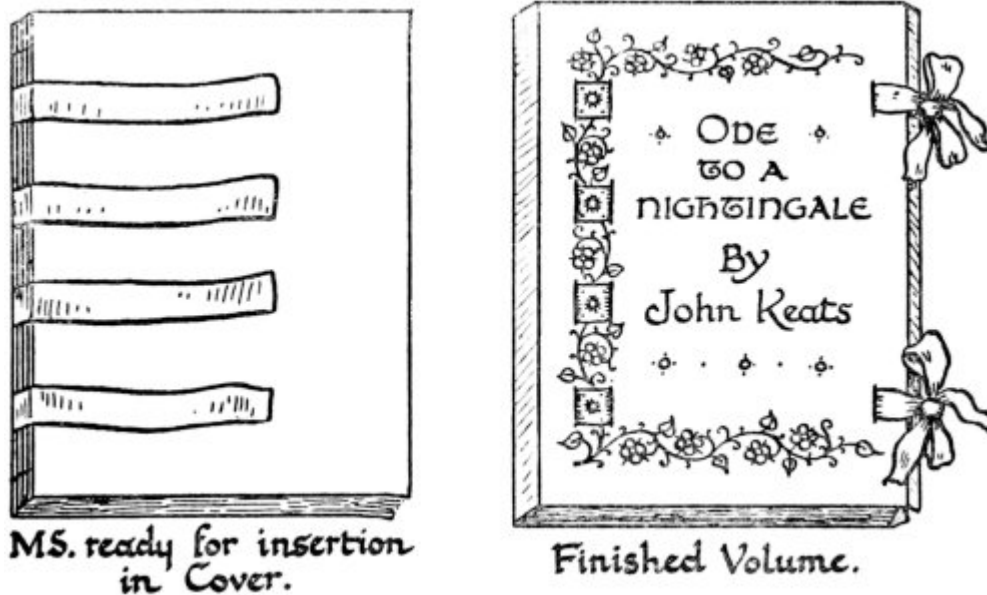 MS. ready for insertion
in Cover.
ODE
TO A
NIGHTINGALE
By
John Keats
Finished Volume.